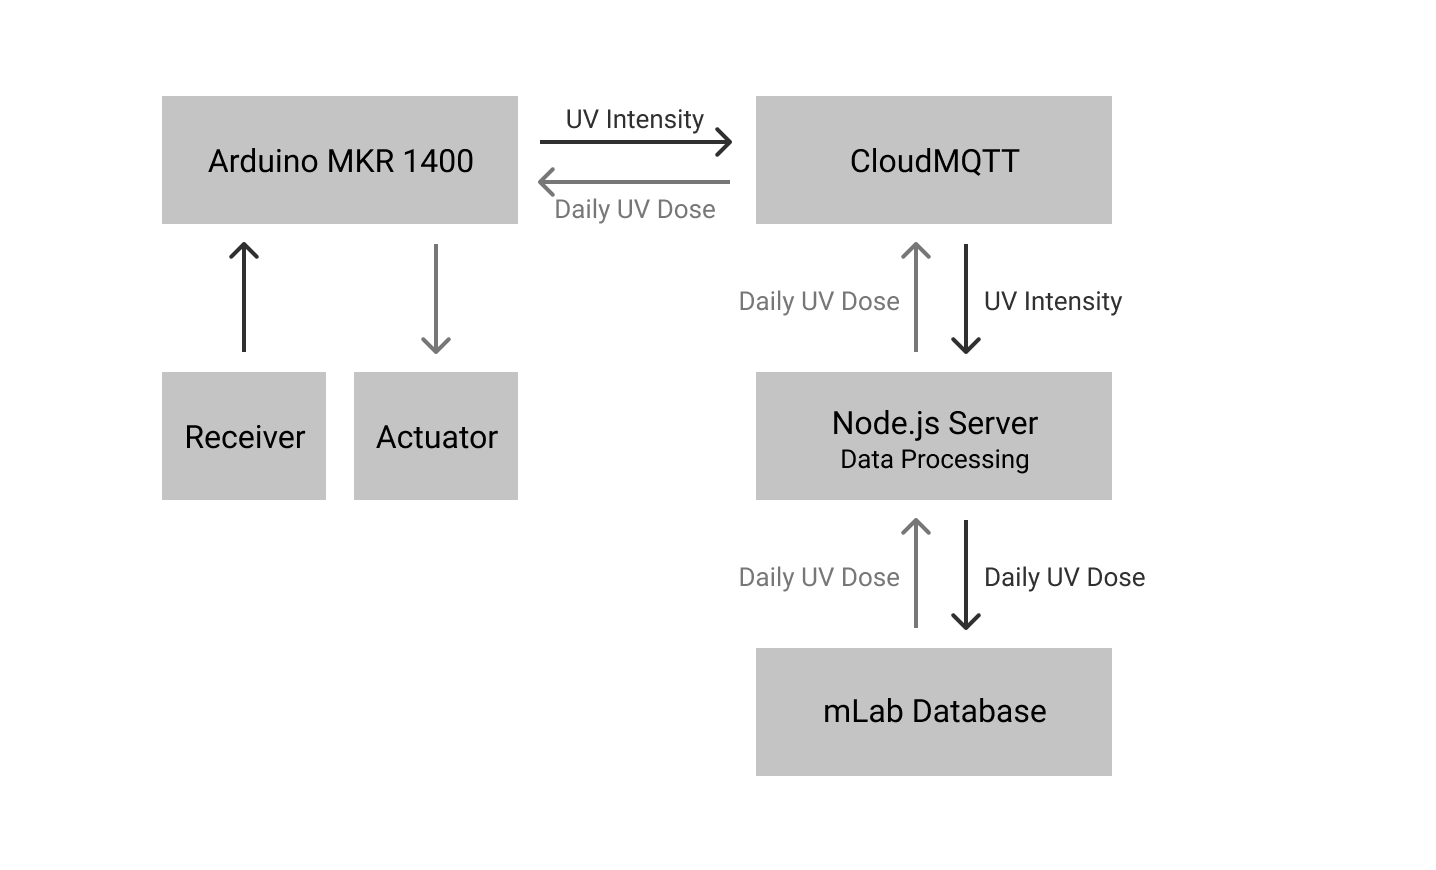 UV Intensity
Arduino MKR 1400
CloudMQTT
Daily UV Dose
Daily UV Dose
UV Intensity
Receiver
Actuator
Node.js Server
Data Processing
Daily UV Dose
Daily UV Dose
mLab Database